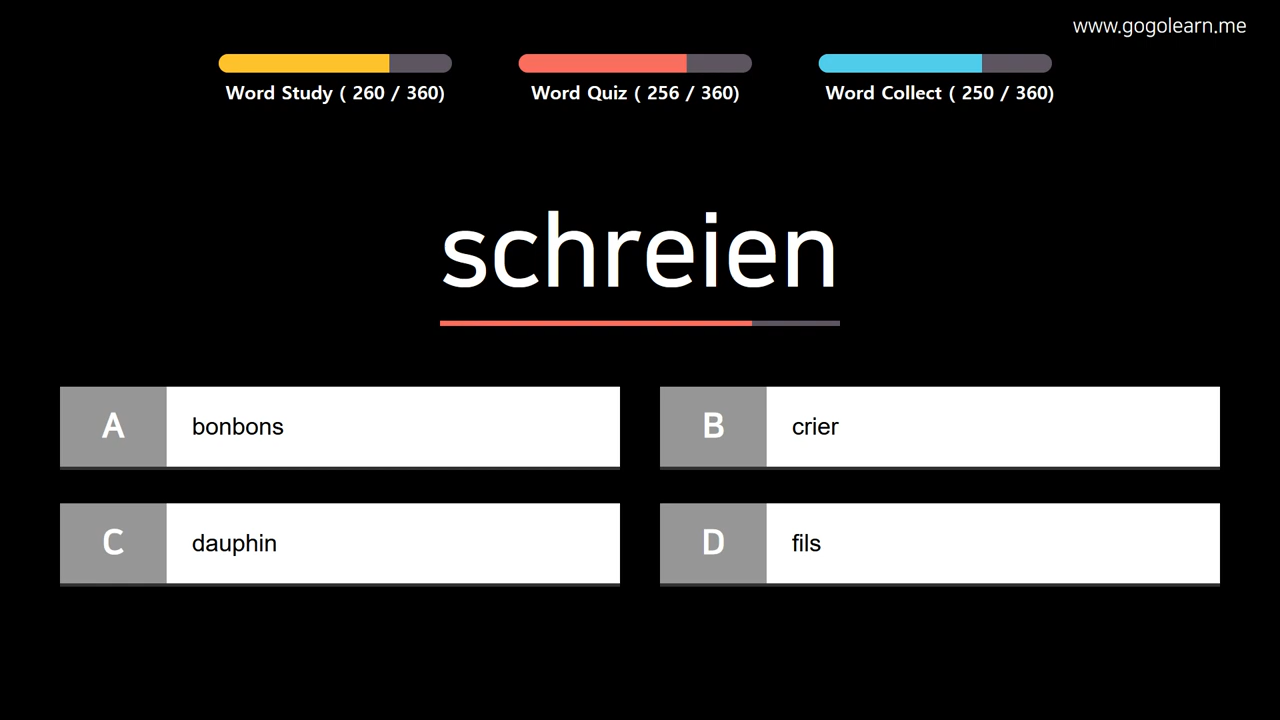 www.gogolearn.me
Word Study ( 260 / 360)
Word Quiz ( 256 / 360)
Word Collect ( 250 / 360)
schreien
A bonbons
B crier
C dauphin
D fils